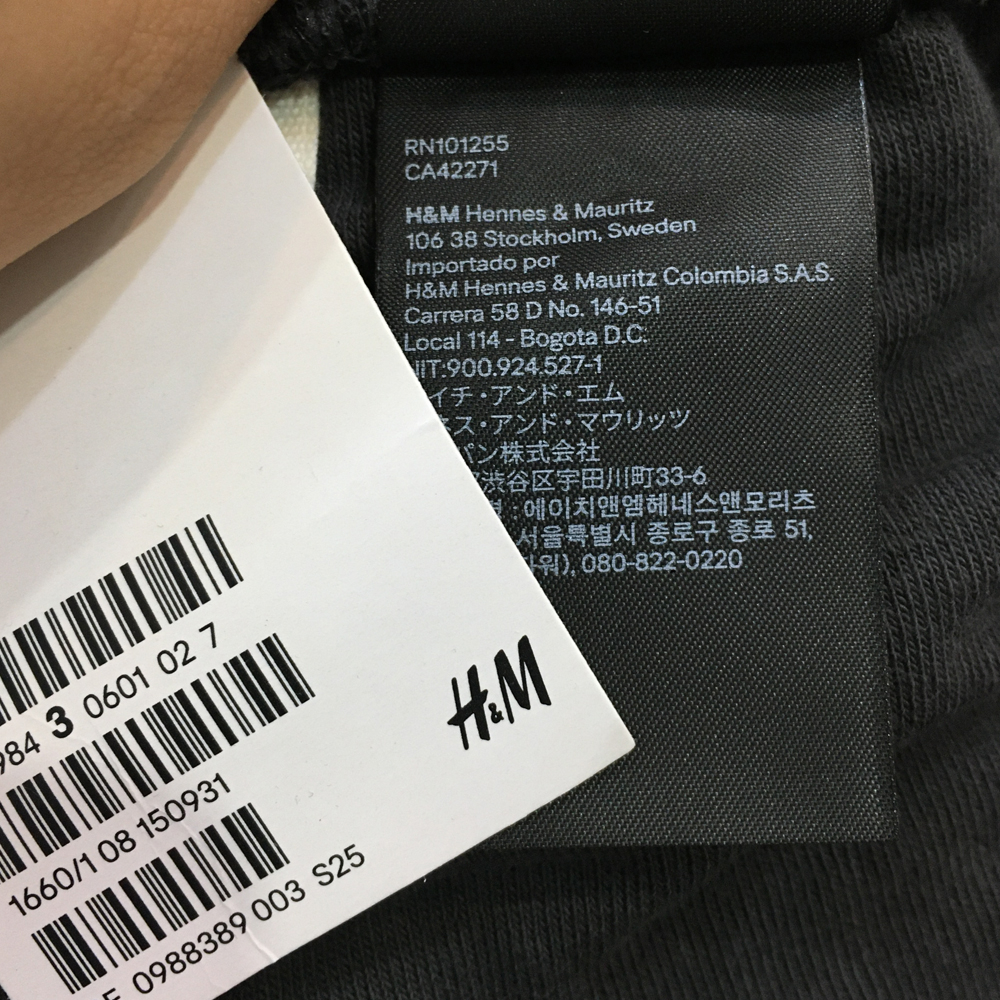 RN101255
CA42271
H&M Hennes & Mauritz
106 38 Stockholm, Sweden
Importado por
H&M Hennes & Mauritz Colombia S.A.S.
Carrera 58 D No. 146-51
Local 114 - Bogota D.C.
NIT:900.924.527-1
イチ・アンド・エム
ス・アンド・マウリッツ
パン株式会社
渋谷区宇田川町33-6
: 에이치앤엠헤네스앤모리츠
서울특별시 종로구 종로 51,
워), 080-822-0220
H&M
984 3 0601 02 7
1660/1 08 150931
0988389 003 S25